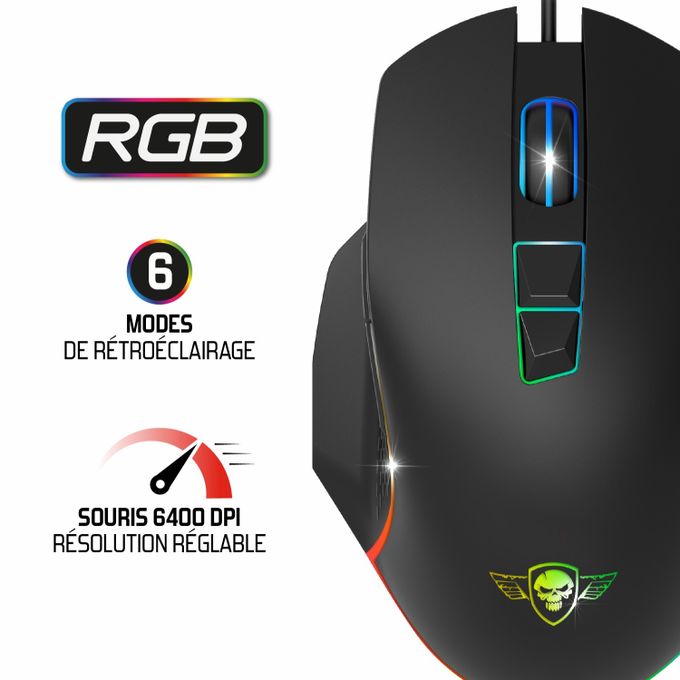 RGB
6
MODES
DE RÉTROÉCLAIRAGE
SOURIS 6400 DPI
RÉSOLUTION RÉGLABLE